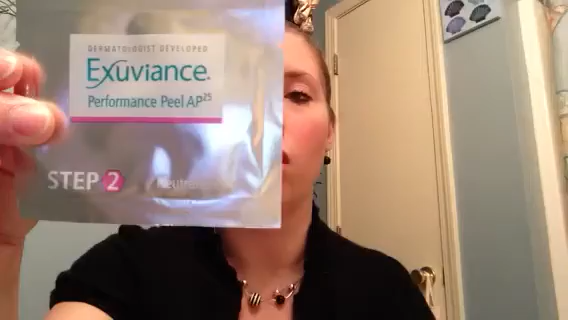 DERMATOLOGIST DEVELOPED
Exuviance®
Performance Peel AP25
STEP 2